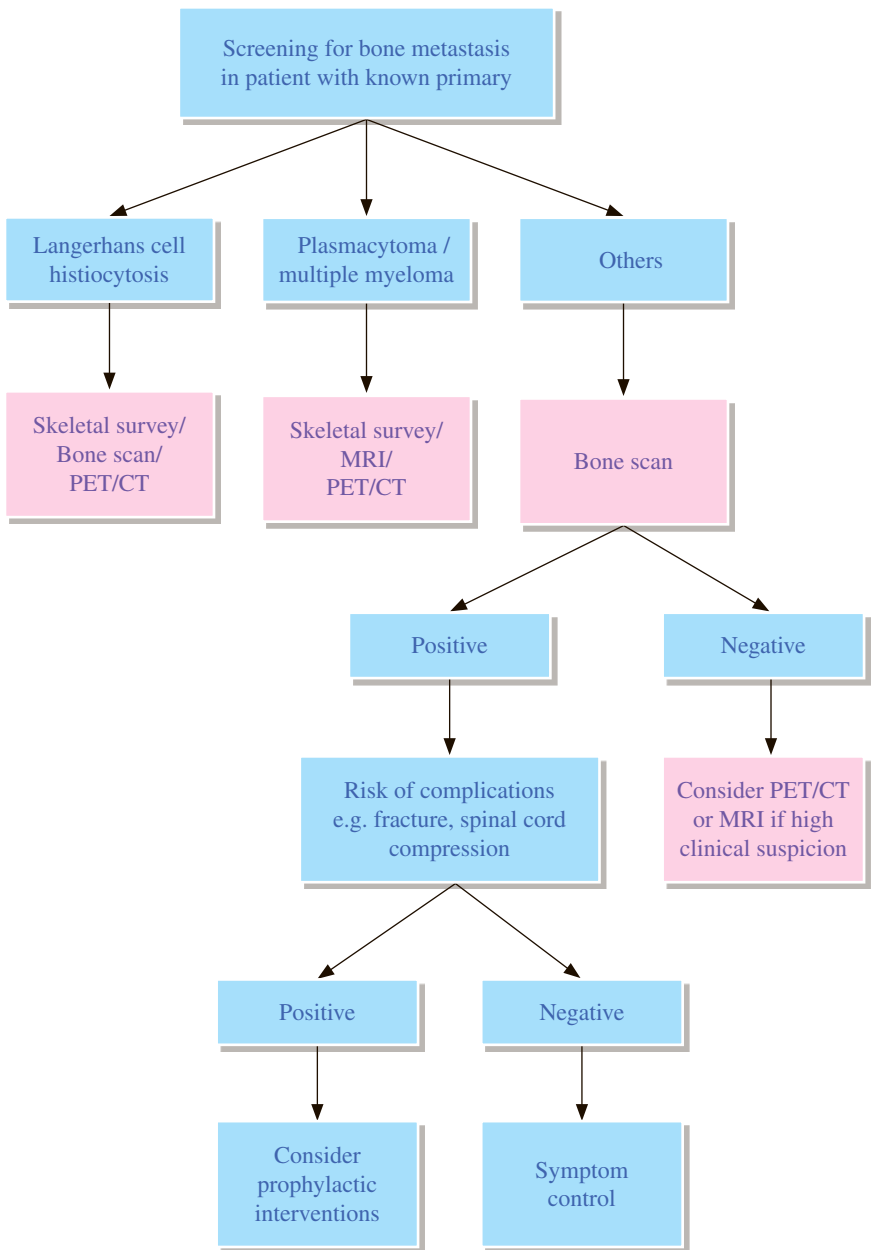 Screening for bone metastasis
in patient with known primary
Langerhans cell
histiocytosis
Plasmacytoma /
multiple myeloma
Others
Skeletal survey/
Bone scan/
PET/CT
Skeletal survey/
MRI/
PET/CT
Bone scan
Positive
Negative
Risk of complications
e.g. fracture, spinal cord
compression
Consider PET/CT
or MRI if high
clinical suspicion
Positive
Negative
Consider
prophylactic
interventions
Symptom
control